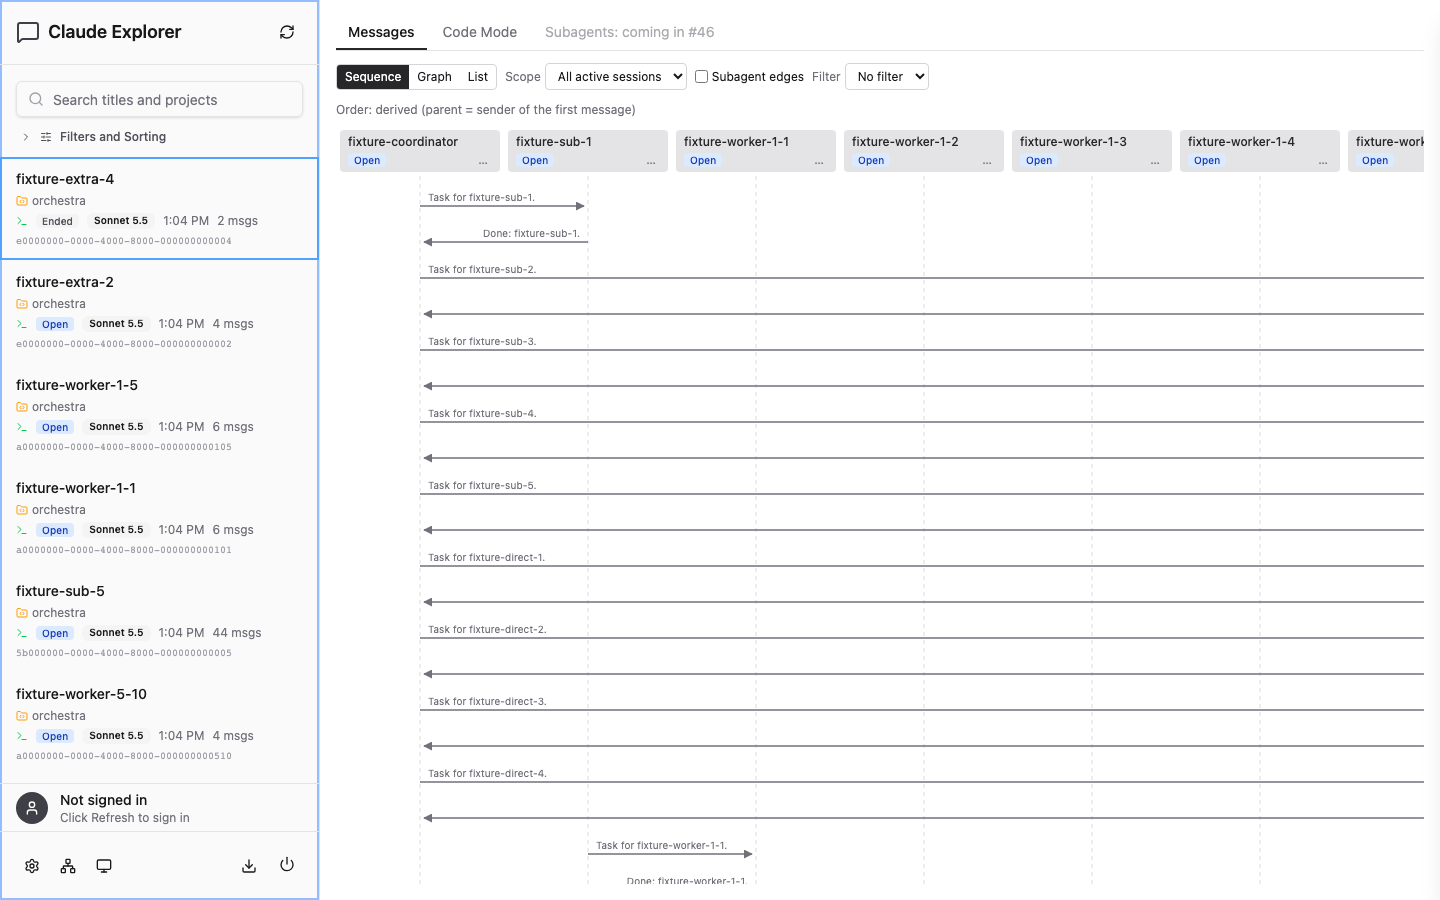 Claude Explorer
Search titles and projects
Filters and Sorting
fixture-extra-4
orchestra
Ended Sonnet 5.5 1:04 PM 2 msgs
e0000000-0000-4000-8000-000000000004
fixture-extra-2
orchestra
Open Sonnet 5.5 1:04 PM 4 msgs
e0000000-0000-4000-8000-000000000002
fixture-worker-1-5
orchestra
Open Sonnet 5.5 1:04 PM 6 msgs
a0000000-0000-4000-8000-000000000105
fixture-worker-1-1
orchestra
Open Sonnet 5.5 1:04 PM 6 msgs
a0000000-0000-4000-8000-000000000101
fixture-sub-5
orchestra
Open Sonnet 5.5 1:04 PM 44 msgs
5b000000-0000-4000-8000-000000000005
fixture-worker-5-10
orchestra
Open Sonnet 5.5 1:04 PM 4 msgs
a0000000-0000-4000-8000-000000000510
Not signed in
Click Refresh to sign in
Messages Code Mode Subagents: coming in #46
Sequence Graph List Scope All active sessions Subagent edges Filter No filter
Order: derived (parent = sender of the first message)
fixture-coordinator fixture-sub-1 fixture-worker-1-1 fixture-worker-1-2 fixture-worker-1-3 fixture-worker-1-4 fixture-work
Open ... Open ... Open ... Open ... Open ... Open ... Open
Task for fixture-sub-1.
Done: fixture-sub-1.
Task for fixture-sub-2.
Task for fixture-sub-3.
Task for fixture-sub-4.
Task for fixture-sub-5.
Task for fixture-direct-1.
Task for fixture-direct-2.
Task for fixture-direct-3.
Task for fixture-direct-4.
Task for fixture-worker-1-1.
Done: fixture-worker-1-1.